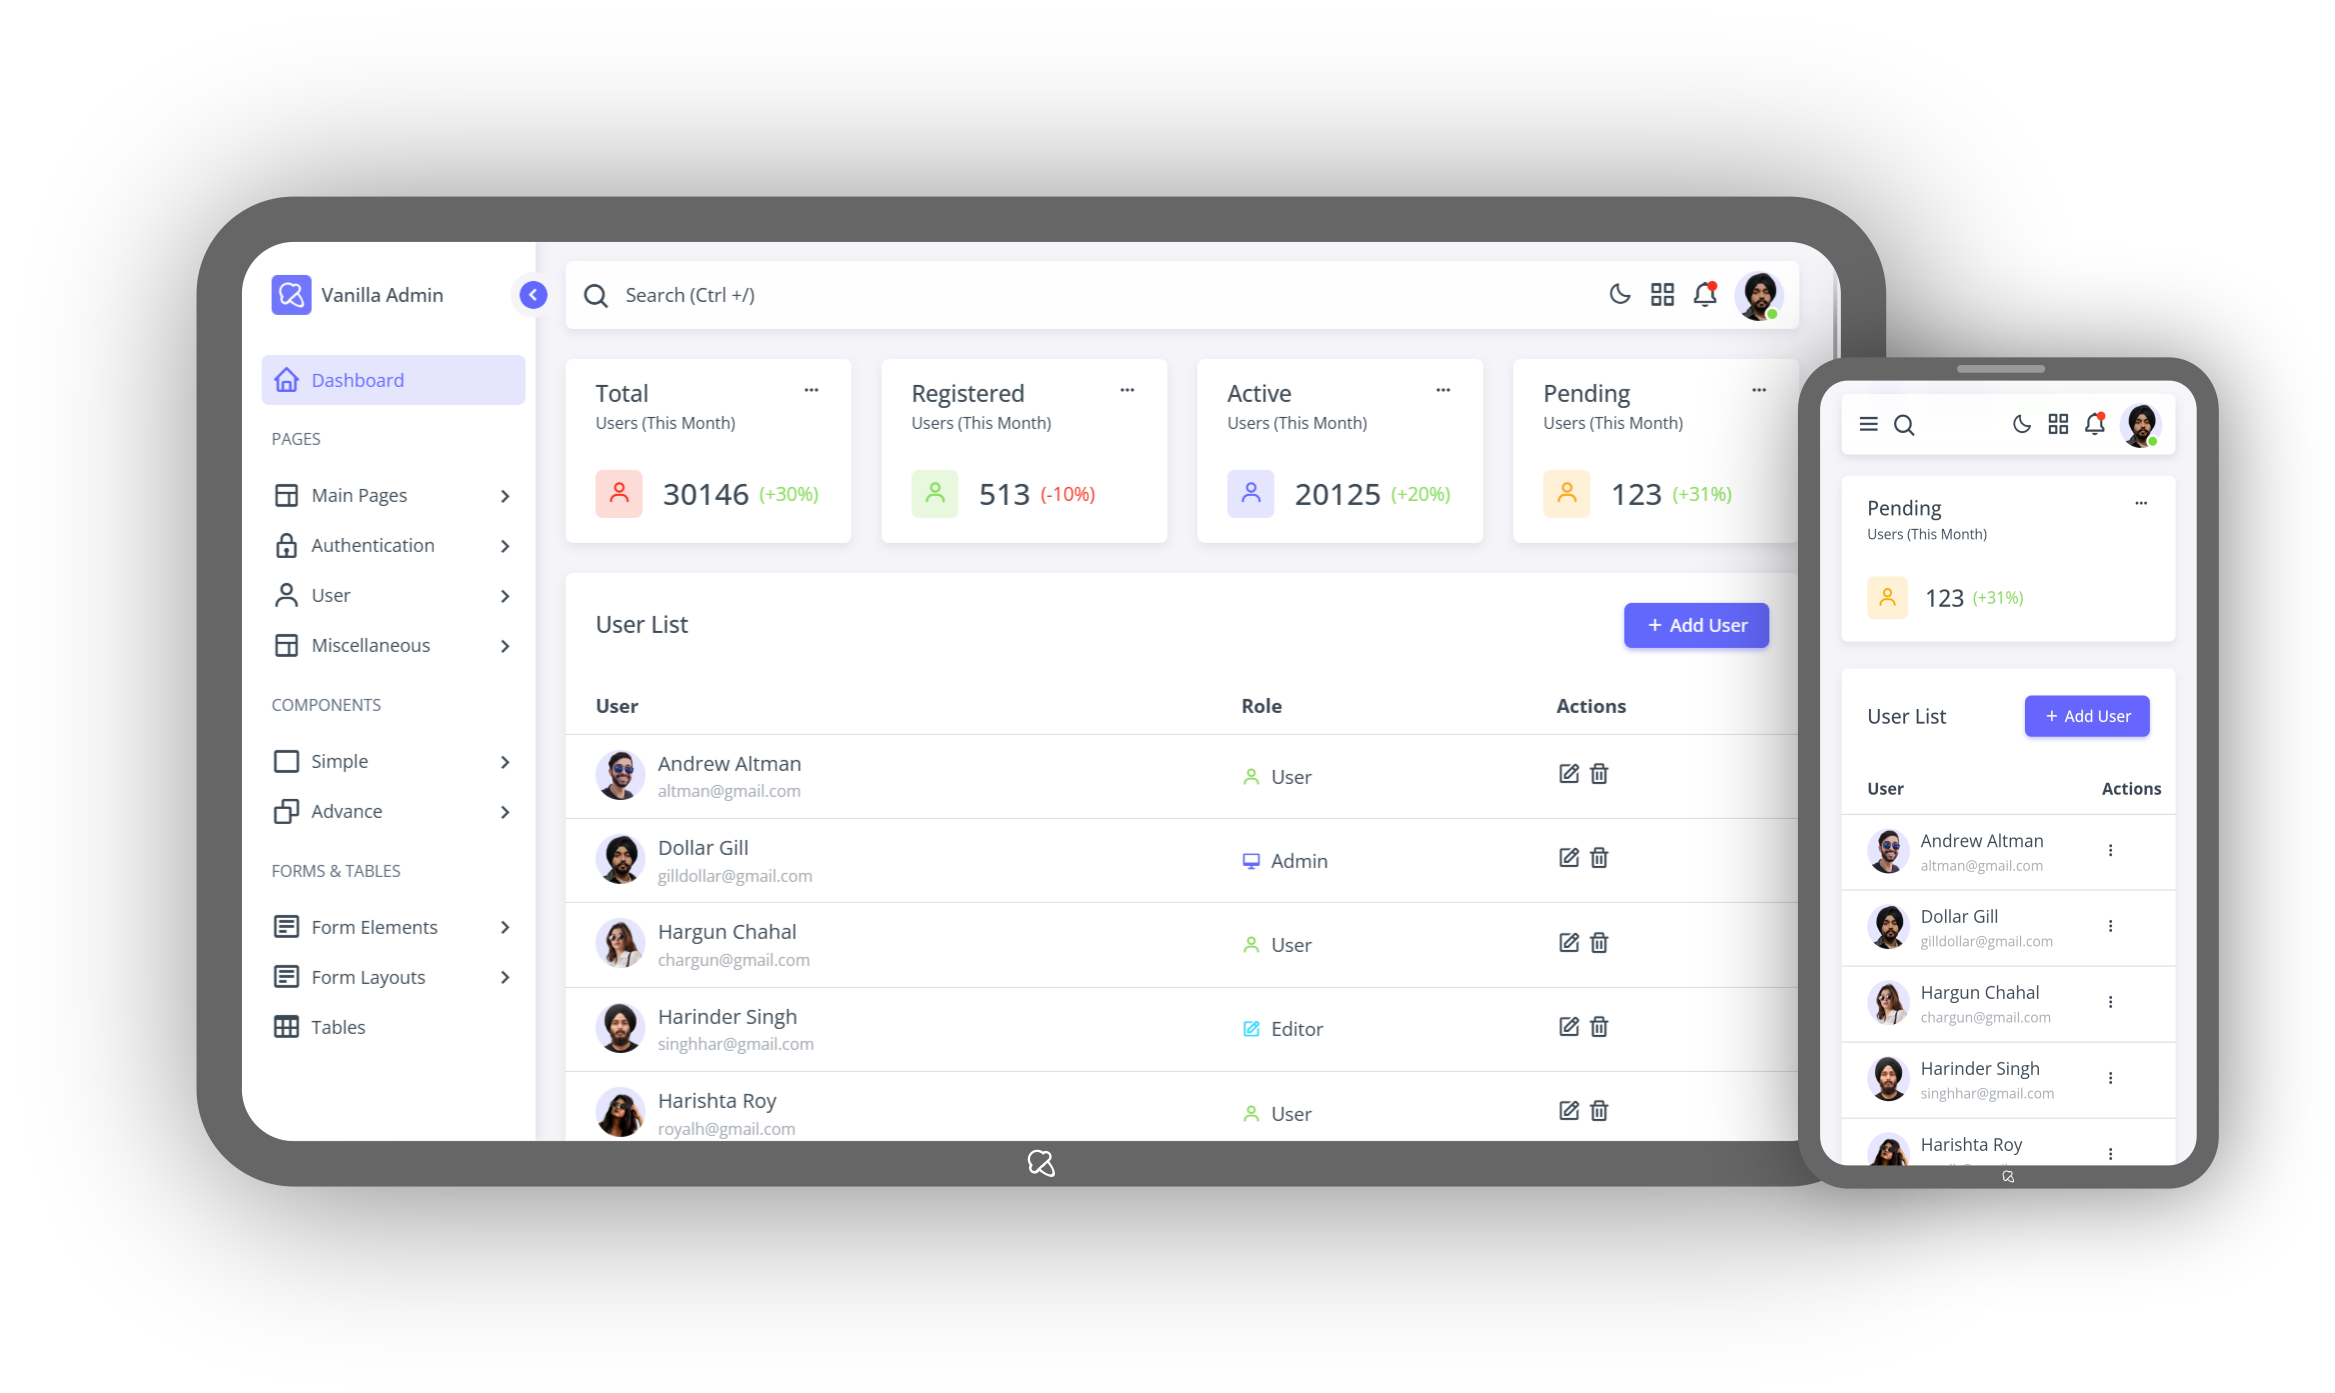 Vanilla Admin
Dashboard
PAGES
Main Pages
Authentication
User
Miscellaneous
COMPONENTS
Simple
Advance
FORMS & TABLES
Form Elements
Form Layouts
Tables
Search (Ctrl +/)
Total
Users (This Month)
30146 (+30%)
Registered
Users (This Month)
513 (-10%)
Active
Users (This Month)
20125 (+20%)
Pending
Users (This Month)
123 (+31%)
User List
+ Add User
User Role Actions
Andrew Altman
altman@gmail.com
User
Dollar Gill
gilldollar@gmail.com
Admin
Hargun Chahal
chargun@gmail.com
User
Harinder Singh
singhhar@gmail.com
Editor
Harishta Roy
royalh@gmail.com
User
Pending
Users (This Month)
123 (+31%)
User List
+ Add User
User Actions
Andrew Altman
altman@gmail.com
Dollar Gill
gilldollar@gmail.com
Hargun Chahal
chargun@gmail.com
Harinder Singh
singhhar@gmail.com
Harishta Roy